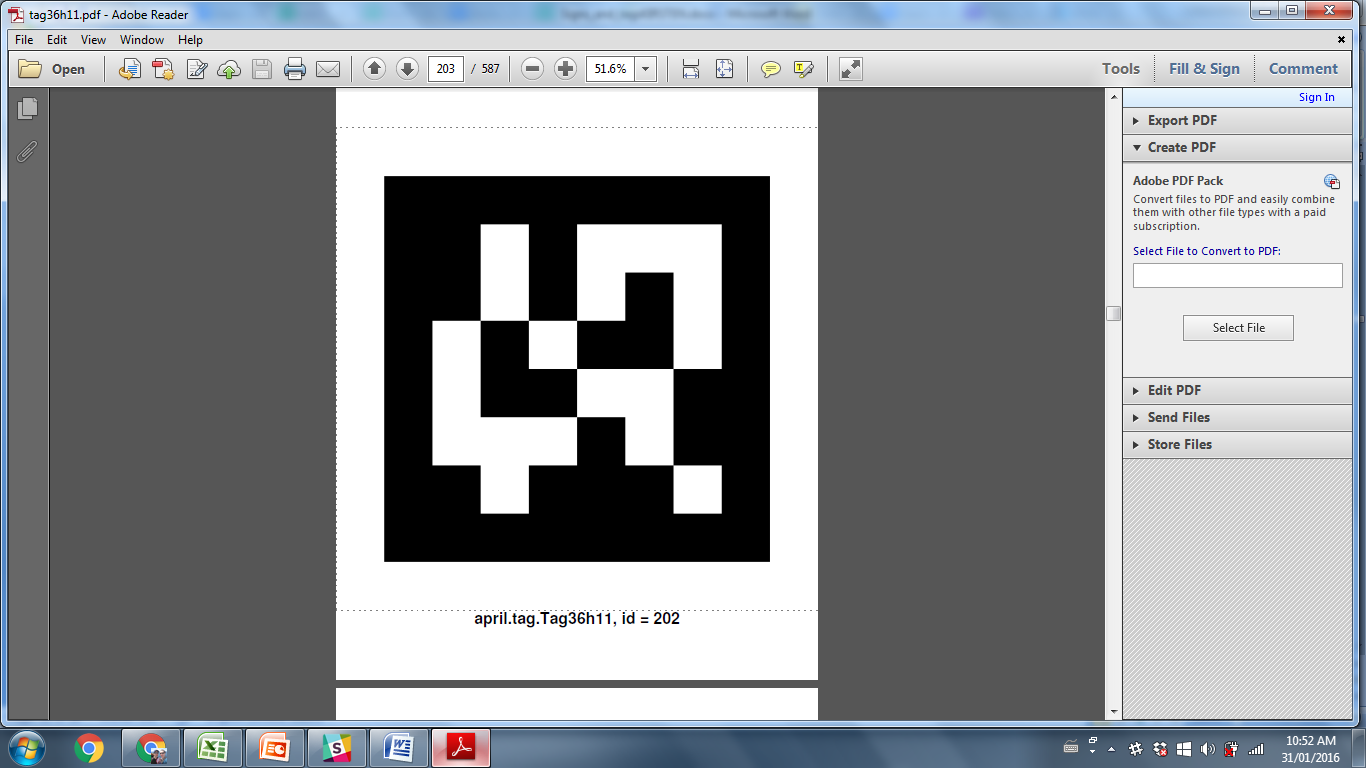 tag36h11.pdf - Adobe Reader
File Edit View Window Help
Open 203 / 587 51.6% Tools Fill & Sign Comment
Sign In
Export PDF
Create PDF
Adobe PDF Pack
Convert files to PDF and easily combine
them with other file types with a paid
subscription.
Select File to Convert to PDF:
Select File
Edit PDF
Send Files
Store Files
april.tag.Tag36h11, id = 202
10:52 AM
31/01/2016